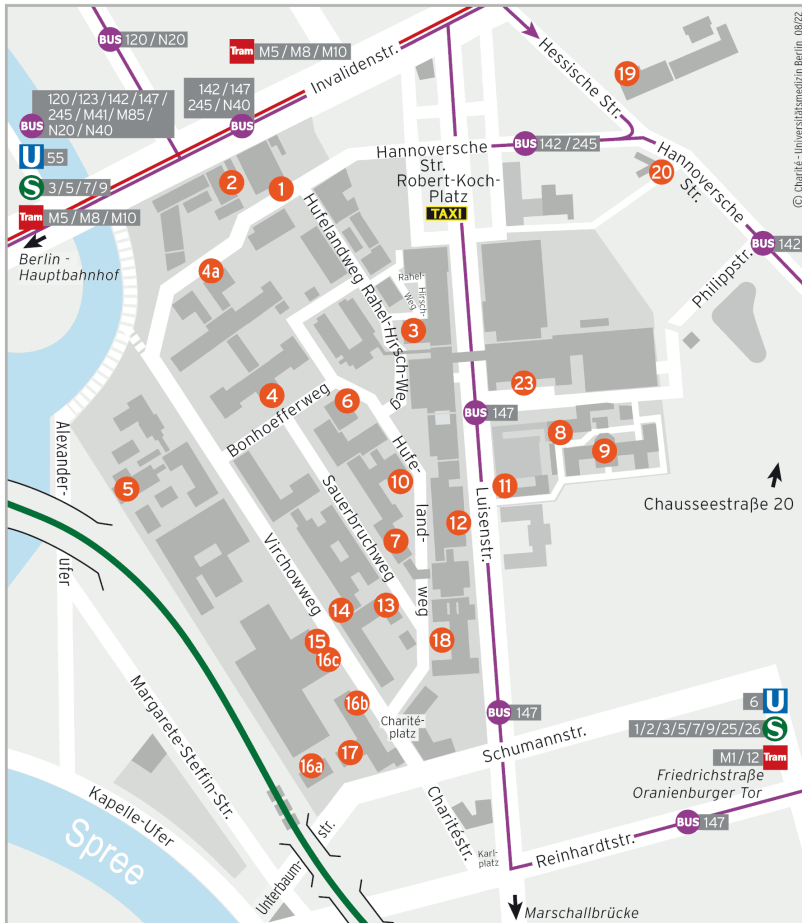 BUS 120 / N20
Tram M5 / M8 / M10
Invalidenstr.
Hessische Str.
19
© Charité - Universitätsmedizin Berlin 08/22
120 / 123 / 142 / 147 /
245 / M41 / M85 /
N20 / N40
BUS
142 / 147
245 / N40
BUS
U 55
S 3 / 5 / 7 / 9
Tram M5 / M8 / M10
Berlin -
Hauptbahnhof
2
1
Hannoversche
Str.
BUS 142 / 245
Robert-Koch-
Platz
TAXI
20
Hannoversche
Str.
BUS 142
Philippstr.
Hufelandweg
4a
Rahel-
Hirsch-
Weg
Rahel-Hirsch-Weg
3
4
Bonhoefferweg
6
23
BUS 147
8
9
Alexander-
ufer
5
Hufe-
land-
weg
10
Sauerbruchweg
7
12
11
Luisenstr.
Chausseestraße 20
Virchowweg
14
13
15
16c
18
16b
Charité-
platz
17
16a
BUS 147
Schumannstr.
6 U
1/2/3/5/7/9/25/26 S
M1 / 12 Tram
Friedrichstraße
Oranienburger Tor
Margarete-Steffin-Str.
Kapelle-Ufer
Spree
Unterbaum-
str.
Charitéstr.
Karl-
platz
Reinhardtstr.
BUS 147
Marschallbrücke